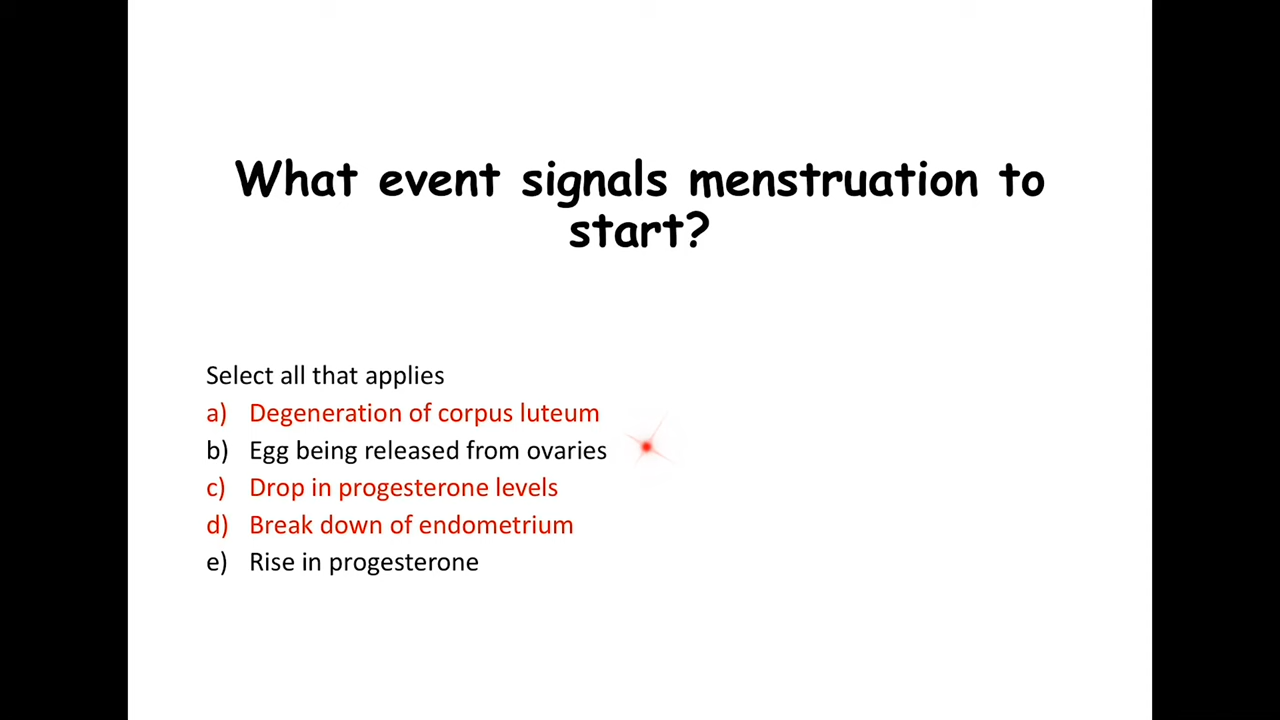 What event signals menstruation to
start?
Select all that applies
a) Degeneration of corpus luteum
b) Egg being released from ovaries
c) Drop in progesterone levels
d) Break down of endometrium
e) Rise in progesterone